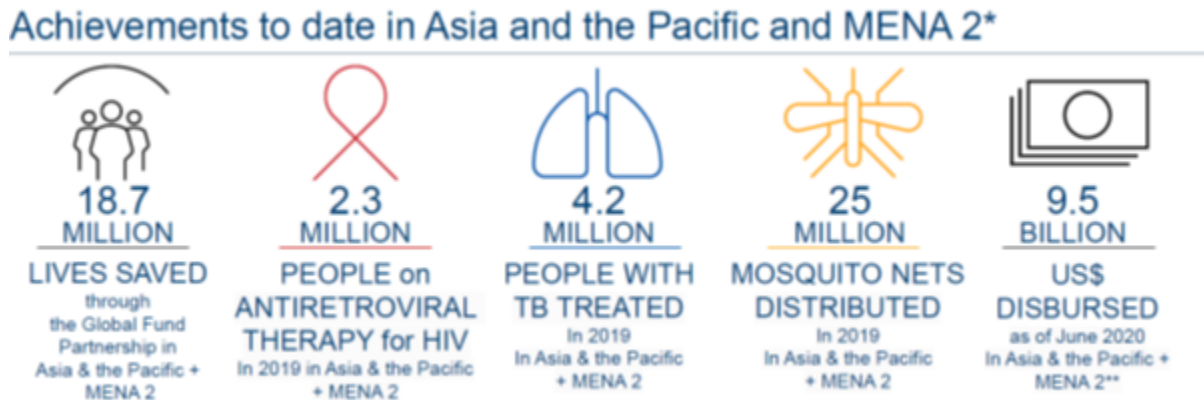 Achievements to date in Asia and the Pacific and MENA 2*
18.7
MILLION
LIVES SAVED
through
the Global Fund
Partnership in
Asia & the Pacific +
MENA 2
2.3
MILLION
PEOPLE on
ANTIRETROVIRAL
THERAPY for HIV
In 2019 in Asia & the Pacific
+ MENA 2
4.2
MILLION
PEOPLE WITH
TB TREATED
In 2019
In Asia & the Pacific
+ MENA 2
25
MILLION
MOSQUITO NETS
DISTRIBUTED
In 2019
In Asia & the Pacific
+ MENA 2
9.5
BILLION
US$
DISBURSED
as of June 2020
In Asia & the Pacific +
MENA 2**